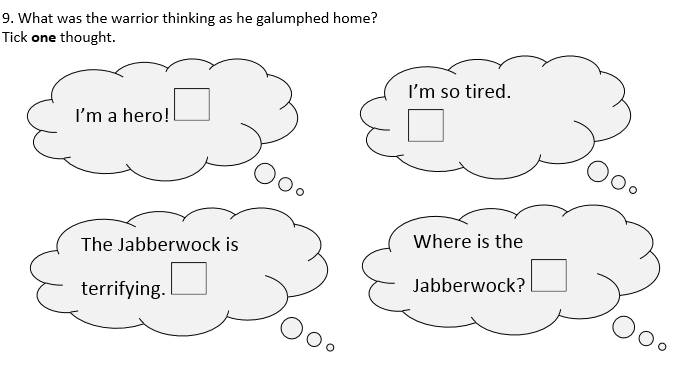 9. What was the warrior thinking as he galumphed home?
Tick one thought.
I'm a hero!
I'm so tired.
The Jabberwock is
terrifying.
Where is the
Jabberwock?